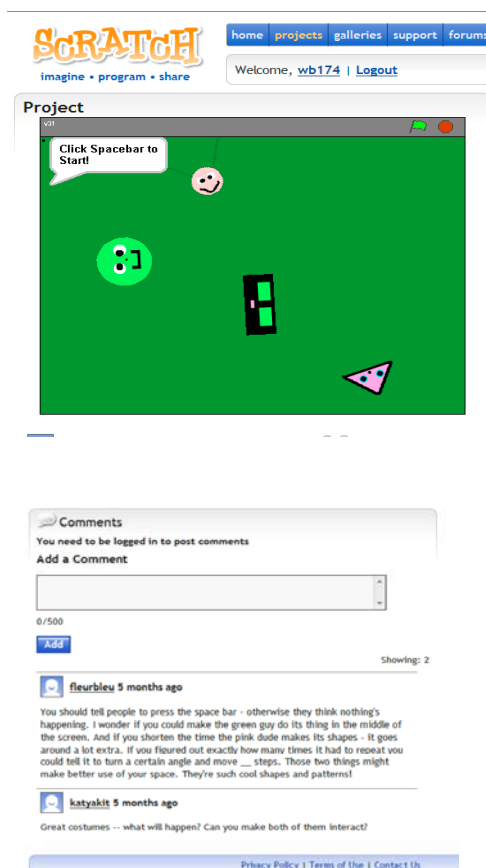 SCRATCH
home projects galleries support forums
imagine • program • share
Welcome, wb174 | Logout
Project
v31
Click Spacebar to
Start!
Comments
You need to be logged in to post comments
Add a Comment
0/500
Add
Showing: 2
fleurbleu 5 months ago
You should tell people to press the space bar - otherwise they think nothing's
happening. I wonder if you could make the green guy do its thing in the middle of
the screen. And if you shorten the time the pink dude makes its shapes - it goes
around a lot extra. If you figured out exactly how many times it had to repeat you
could tell it to turn a certain angle and move __ steps. Those two things might
make better use of your space. They're such cool shapes and patterns!
katyakit 5 months ago
Great costumes -- what will happen? Can you make both of them interact?
Privacy Policy | Terms of Use | Contact Us